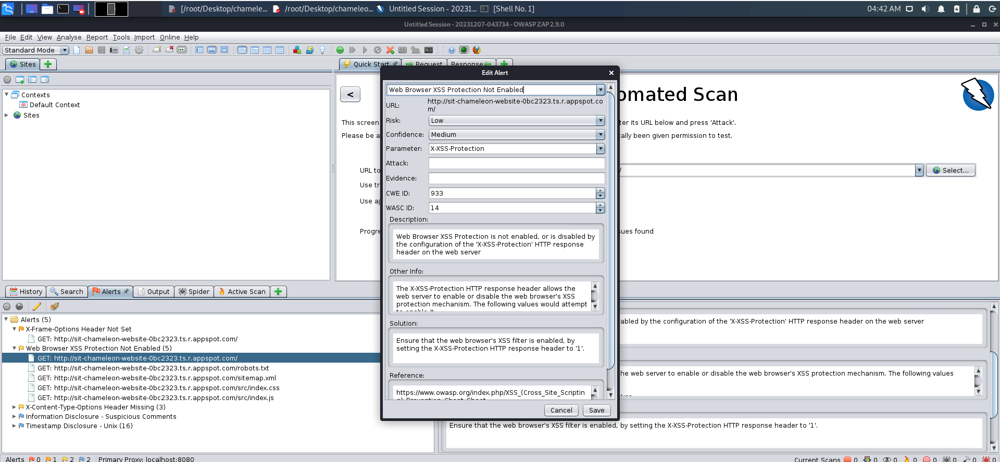 [/root/Desktop/chamele...
/root/Desktop/chameleo...
Untitled Session - 20231...
[Shell No. 1]
04:42 AM
Untitled Session - 20231207-043734 - OWASP ZAP 2.9.0
File Edit View Analyse Report Tools Import Online Help
Standard Mode
Sites
Quick Start
Request
Response
Contexts
Default Context
Sites
<
omated Scan
This screen
ter its URL below and press 'Attack'.
Please be a
ally been given permission to test.
URL to
/
Select...
Use tr
Use aj
Progre
sues found
Edit Alert
Web Browser XSS Protection Not Enabled
URL:
http://sit-chameleon-website-0bc2323.ts.r.appspot.co
m/
Risk: Low
Confidence: Medium
Parameter: X-XSS-Protection
Attack:
Evidence:
CWE ID: 933
WASC ID: 14
Description:
Web Browser XSS Protection is not enabled, or is disabled by
the configuration of the 'X-XSS-Protection' HTTP response
header on the web server
Other Info:
The X-XSS-Protection HTTP response header allows the
web server to enable or disable the web browser's XSS
protection mechanism. The following values would attempt
to enable it
Solution:
Ensure that the web browser's XSS filter is enabled, by
setting the X-XSS-Protection HTTP response header to '1'.
Reference:
https://www.owasp.org/index.php/XSS_(Cross_Site_Scriptin
g)_Prevention_Cheat_Sheet
Cancel
Save
History
Search
Alerts
Output
Spider
Active Scan
Alerts (5)
X-Frame-Options Header Not Set
GET: http://sit-chameleon-website-0bc2323.ts.r.appspot.com/
Web Browser XSS Protection Not Enabled (5)
GET: http://sit-chameleon-website-0bc2323.ts.r.appspot.com/
GET: http://sit-chameleon-website-0bc2323.ts.r.appspot.com/robots.txt
GET: http://sit-chameleon-website-0bc2323.ts.r.appspot.com/sitemap.xml
GET: http://sit-chameleon-website-0bc2323.ts.r.appspot.com/src/index.css
GET: http://sit-chameleon-website-0bc2323.ts.r.appspot.com/src/index.js
X-Content-Type-Options Header Missing (3)
Information Disclosure - Suspicious Comments
Timestamp Disclosure - Unix (16)
abled by the configuration of the 'X-XSS-Protection' HTTP response header on the web server
he web server to enable or disable the web browser's XSS protection mechanism. The following values
Ensure that the web browser's XSS filter is enabled, by setting the X-XSS-Protection HTTP response header to '1'.
Alerts 0 1 2 2 Primary Proxy: localhost:8080
Current Scans 0 0 0 0 0 0 0 0